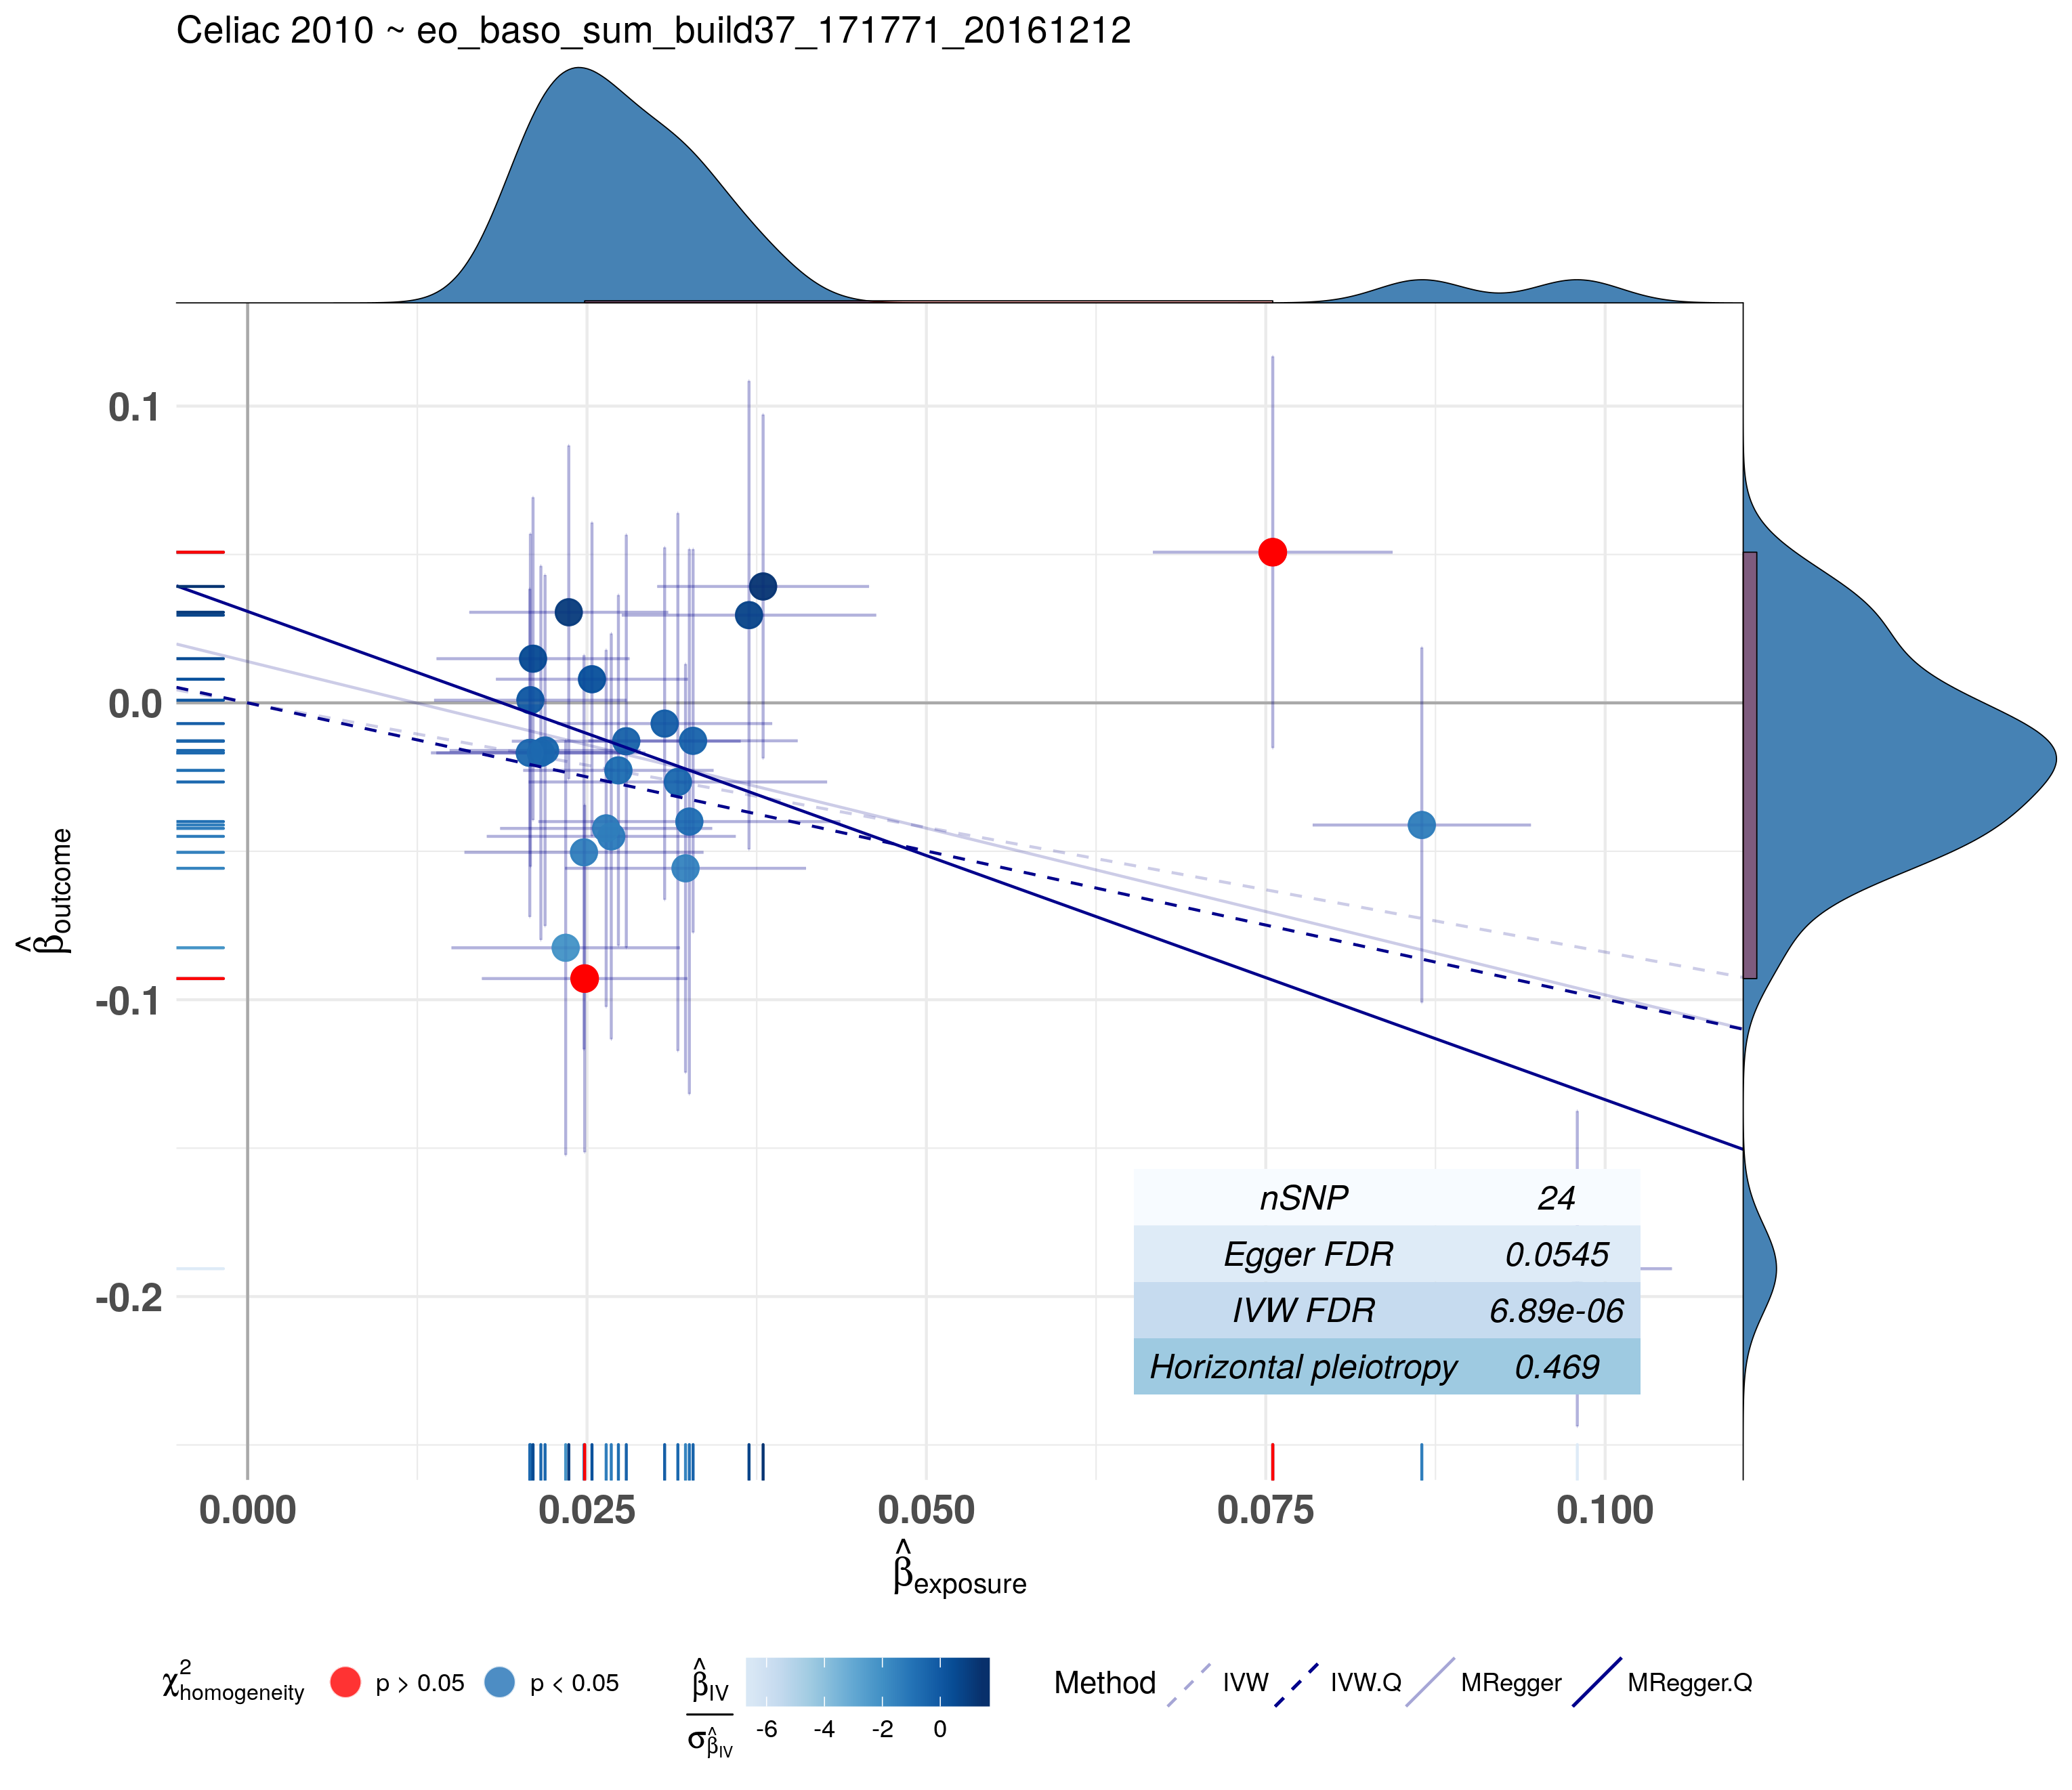 Celiac 2010 ~ eo_baso_sum_build37_171771_20161212
0.1
0.0
-0.1
-0.2
β̂outcome
nSNP 24
Egger FDR 0.0545
IVW FDR 6.89e-06
Horizontal pleiotropy 0.469
0.000 0.025 0.050 0.075 0.100
β̂exposure
χ²homogeneity p > 0.05 p < 0.05
β̂IV
σβ̂IV
-6 -4 -2 0
Method IVW IVW.Q MRegger MRegger.Q